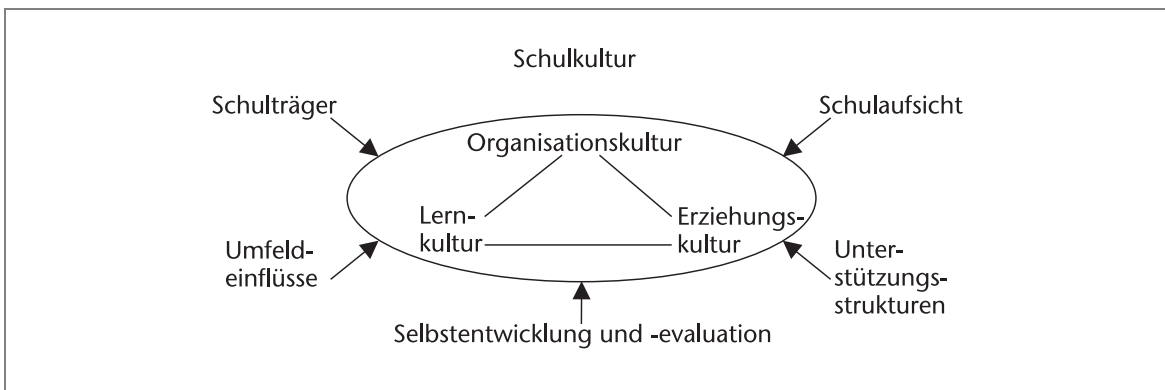 Schulkultur
Schulträger
Schulaufsicht
Organisationskultur
Lern-
kultur
Erziehungs-
kultur
Umfeld-
einflüsse
Unter-
stützungs-
strukturen
Selbstentwicklung und -evaluation